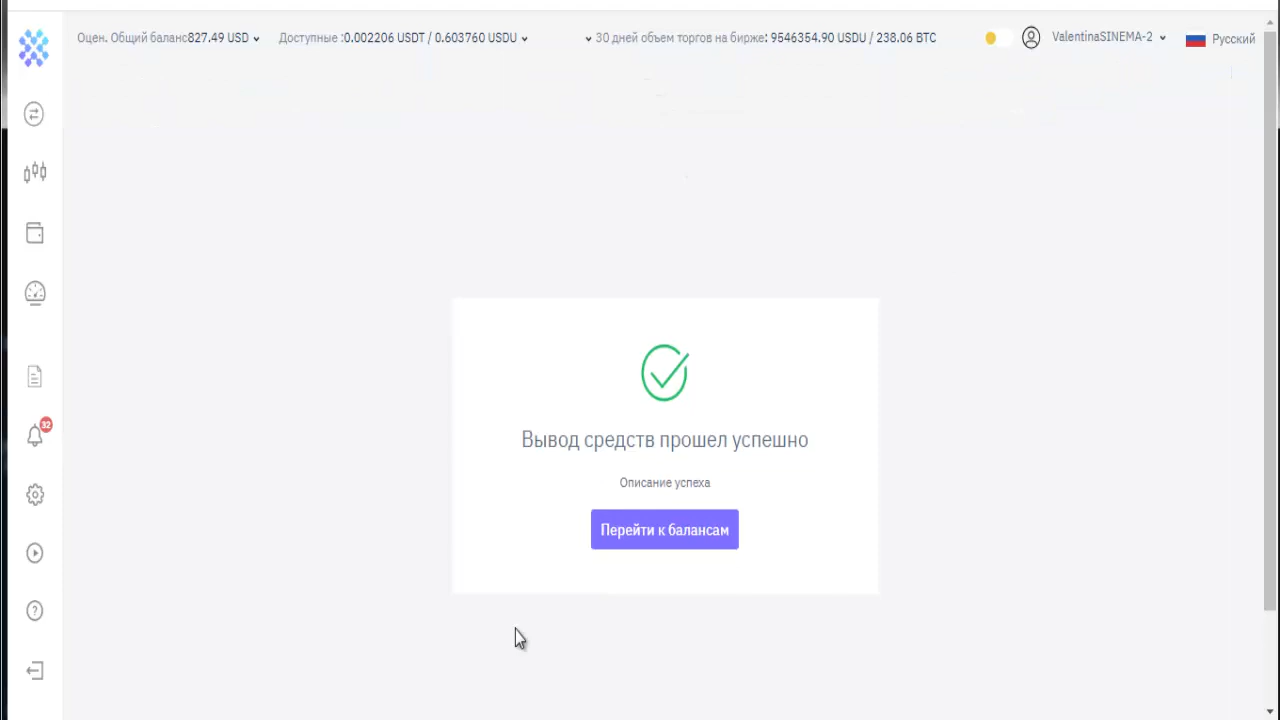 Оцен. Общий баланс827.49 USD
Доступные :0.002206 USDT / 0.603760 USDU
30 дней объем торгов на бирже: 9546354.90 USDU / 238.06 BTC
ValentinaSINEMA-2
Русский
32
Вывод средств прошел успешно
Описание успеха
Перейти к балансам